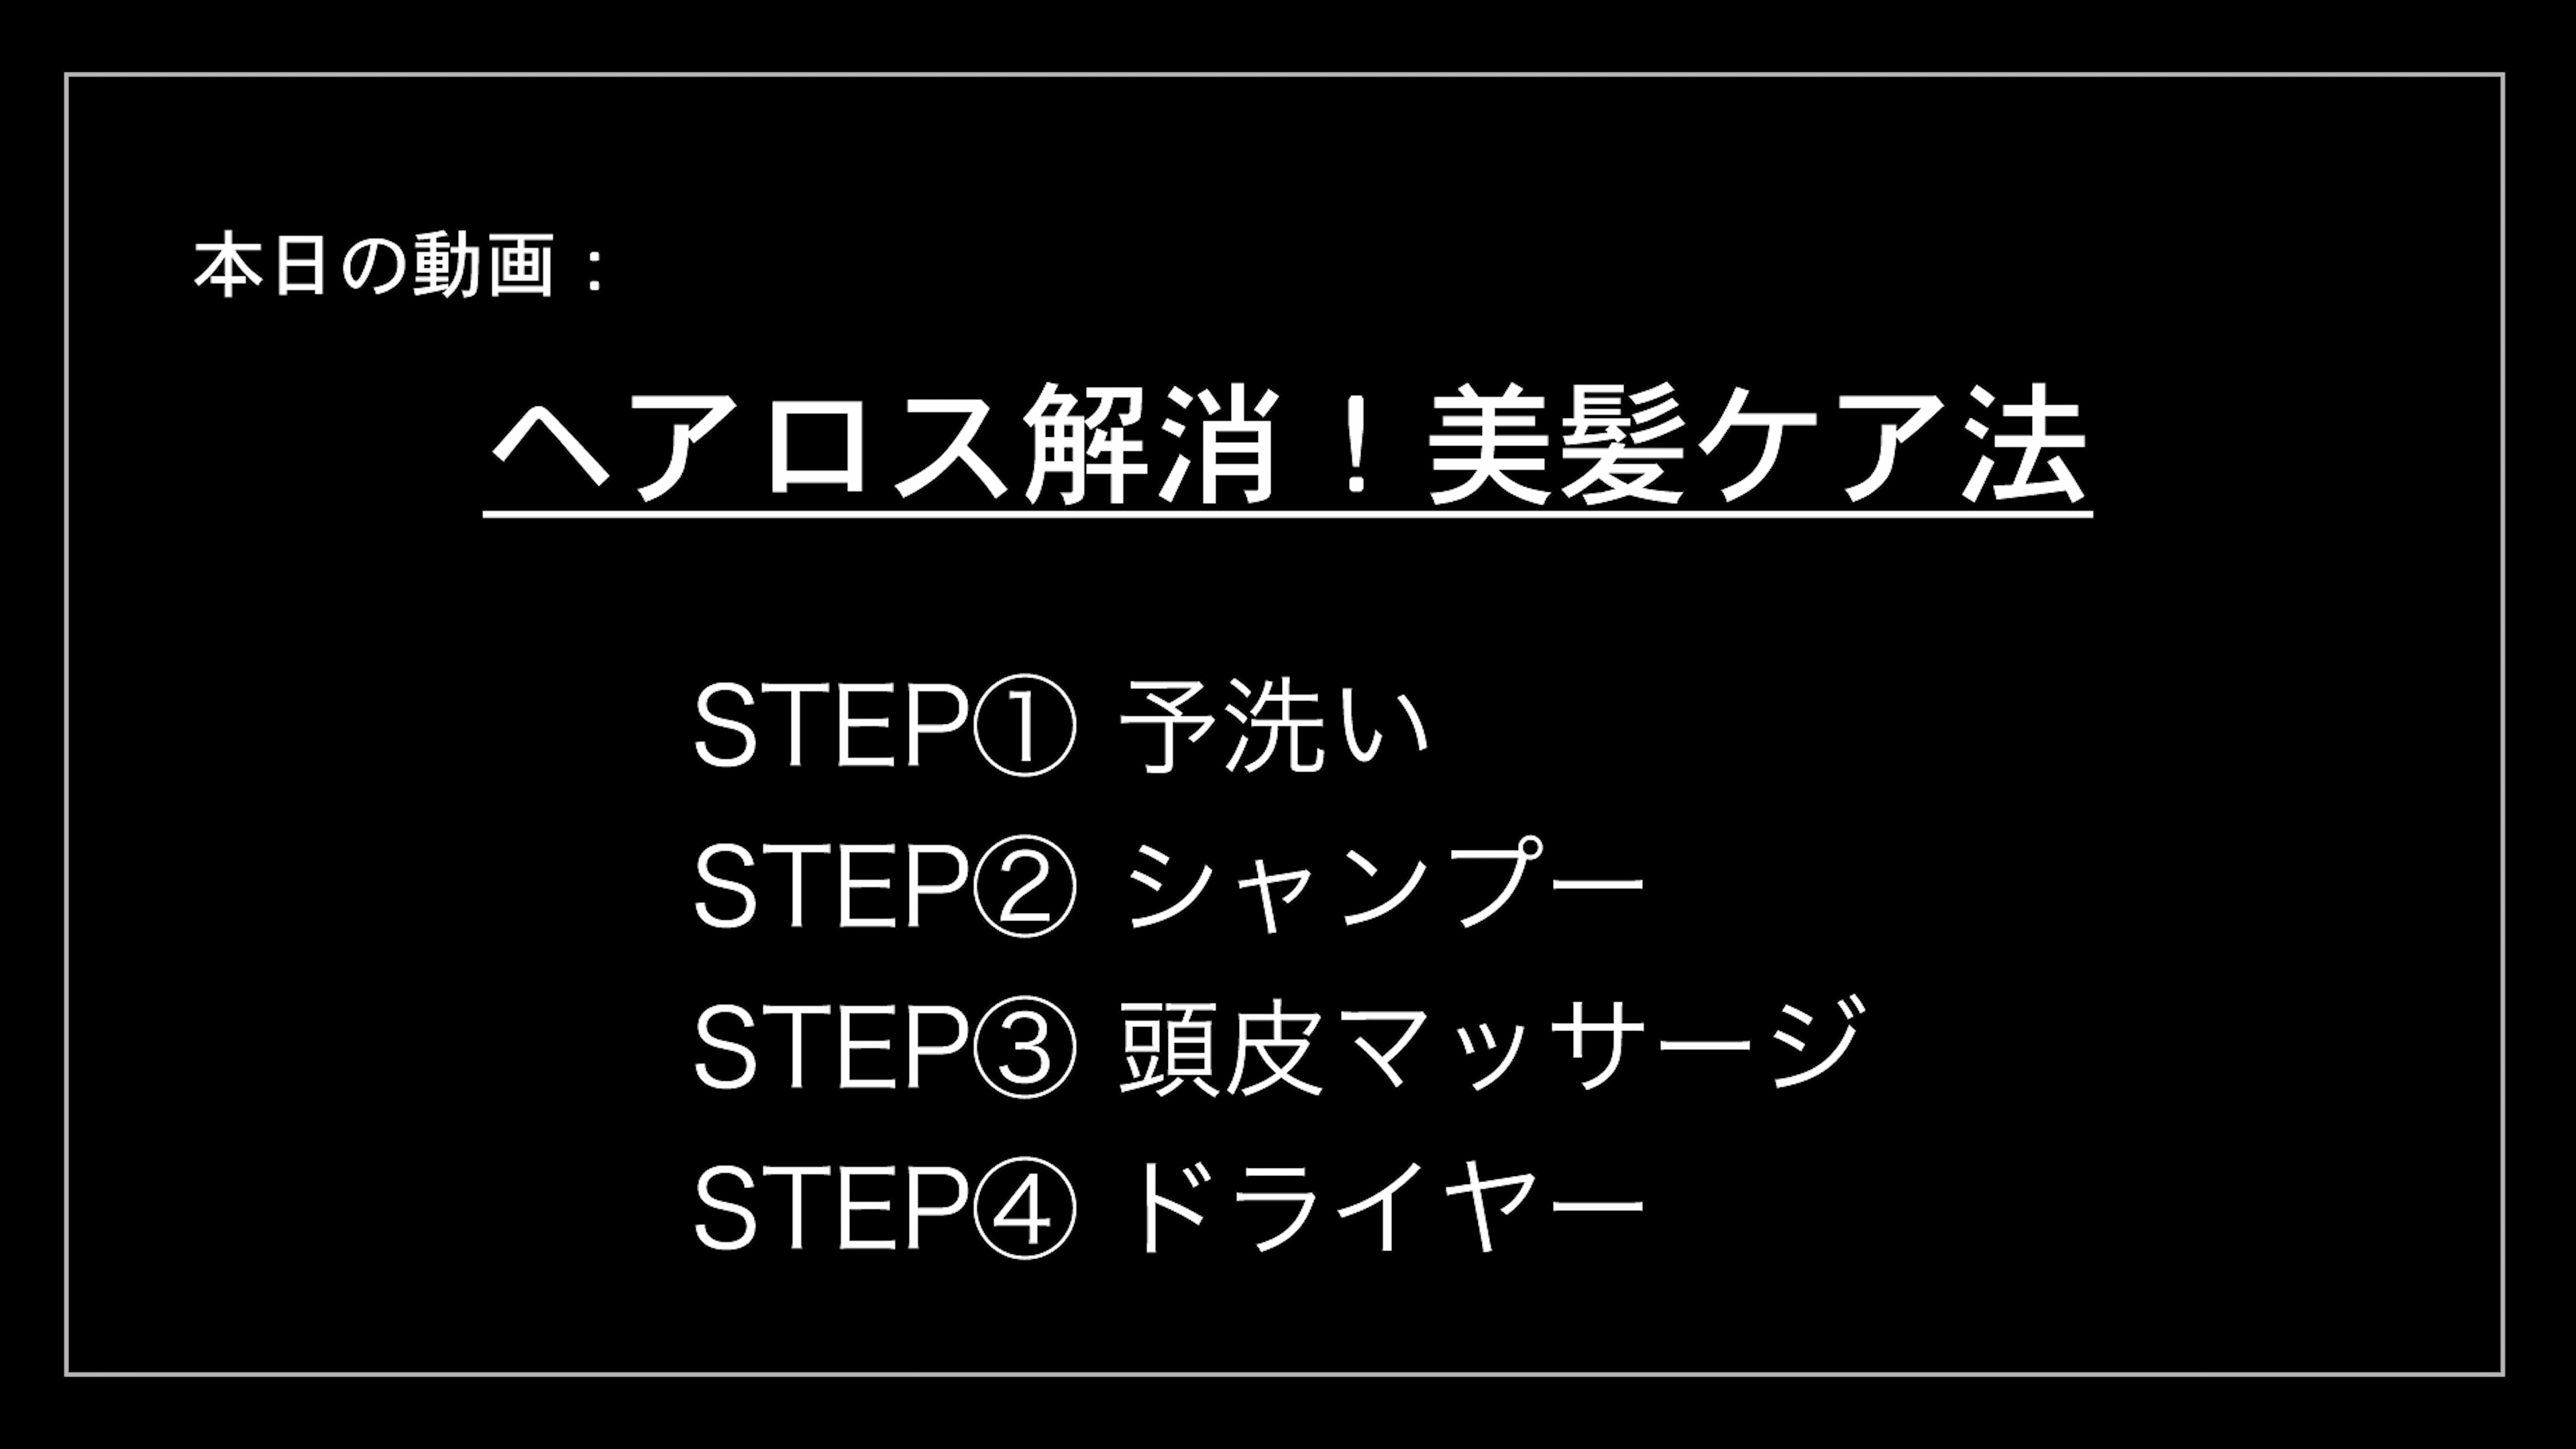 本日の動画：
ヘアロス解消！美髪ケア法
STEP① 予洗い
STEP② シャンプー
STEP③ 頭皮マッサージ
STEP④ ドライヤー